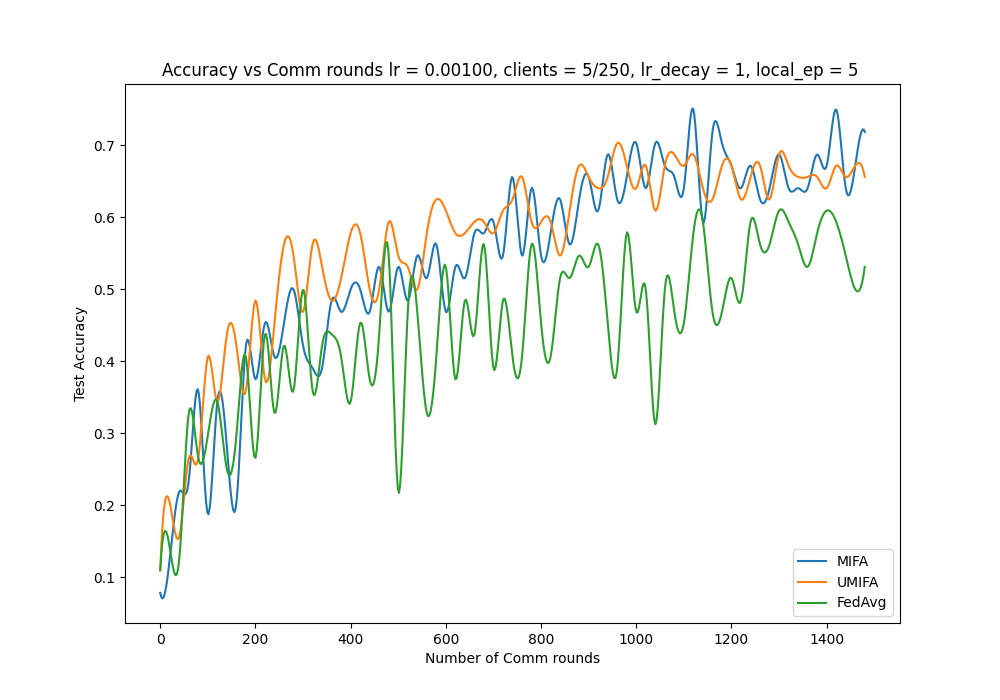 Accuracy vs Comm rounds lr = 0.00100, clients = 5/250, lr_decay = 1, local_ep = 5
Test Accuracy
0.7
0.6
0.5
0.4
0.3
0.2
0.1
MIFA
UMIFA
FedAvg
0 200 400 600 800 1000 1200 1400
Number of Comm rounds